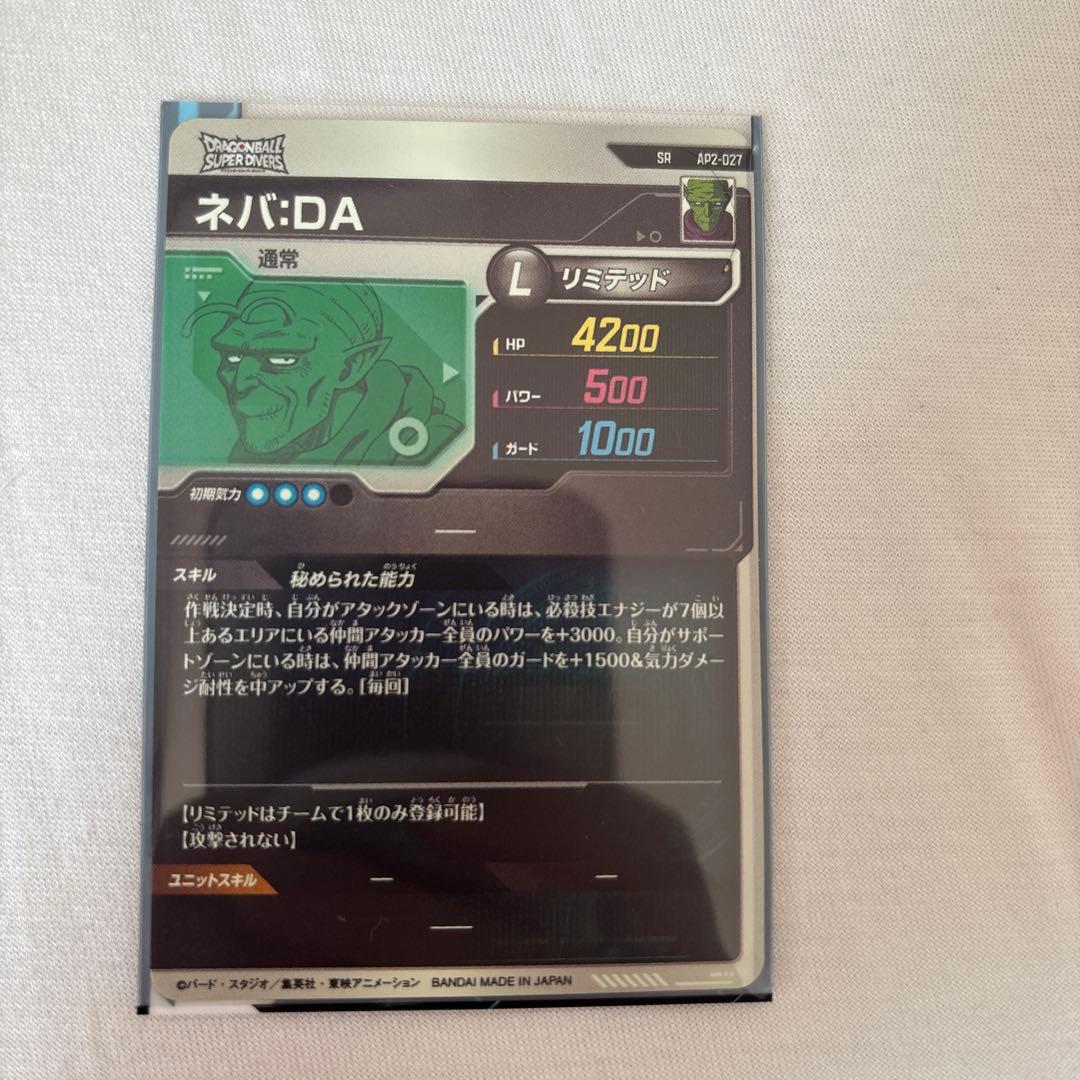 DRAGONBALL
SUPER DIVERS
SR AP2-027
ネバ:DA
通常
L リミテッド
HP 4200
パワー 500
ガード 1000
初期気力
スキル 秘められた能力
作戦決定時、自分がアタックゾーンにいる時は、必殺技エナジーが7個以
上あるエリアにいる仲間アタッカー全員のパワーを+3000。自分がサポー
トゾーンにいる時は、仲間アタッカー全員のガードを+1500&気力ダメー
ジ耐性を中アップする。[毎回]
【リミテッドはチームで1枚のみ登録可能】
【攻撃されない】
ユニットスキル
©バード・スタジオ/集英社・東映アニメーション BANDAI MADE IN JAPAN